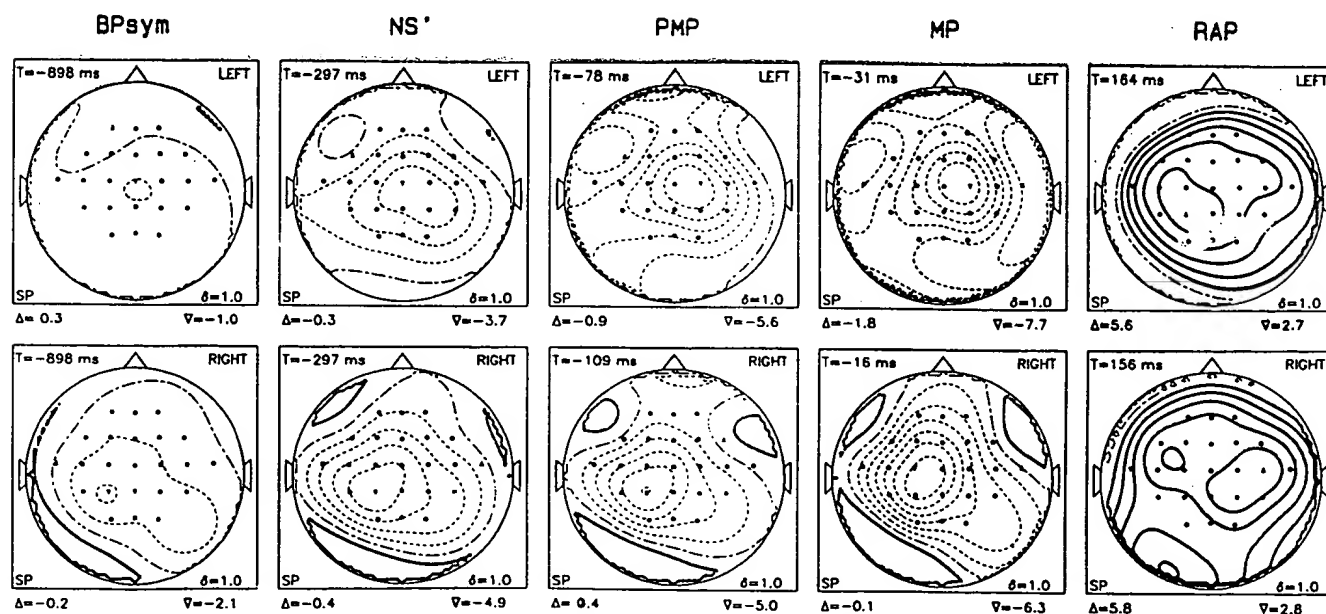 BPsym NS' PMP MP RAP
T=-898 ms LEFT T=-297 ms LEFT T=-78 ms LEFT T=-31 ms LEFT T=164 ms LEFT
SP δ=1.0 SP δ=1.0 SP δ=1.0 SP δ=1.0 SP δ=1.0
Δ= 0.3 ∇=-1.0 Δ=-0.3 ∇=-3.7 Δ=-0.9 ∇=-5.6 Δ=-1.8 ∇=-7.7 Δ=5.6 ∇=2.7
T=-898 ms RIGHT T=-297 ms RIGHT T=-109 ms RIGHT T=-16 ms RIGHT T=156 ms RIGHT
SP δ=1.0 SP δ=1.0 SP δ=1.0 SP δ=1.0 SP δ=1.0
Δ=-0.2 ∇=-2.1 Δ=-0.4 ∇=-4.9 Δ= 0.4 ∇=-5.0 Δ=-0.1 ∇=-6.3 Δ=5.8 ∇=2.8